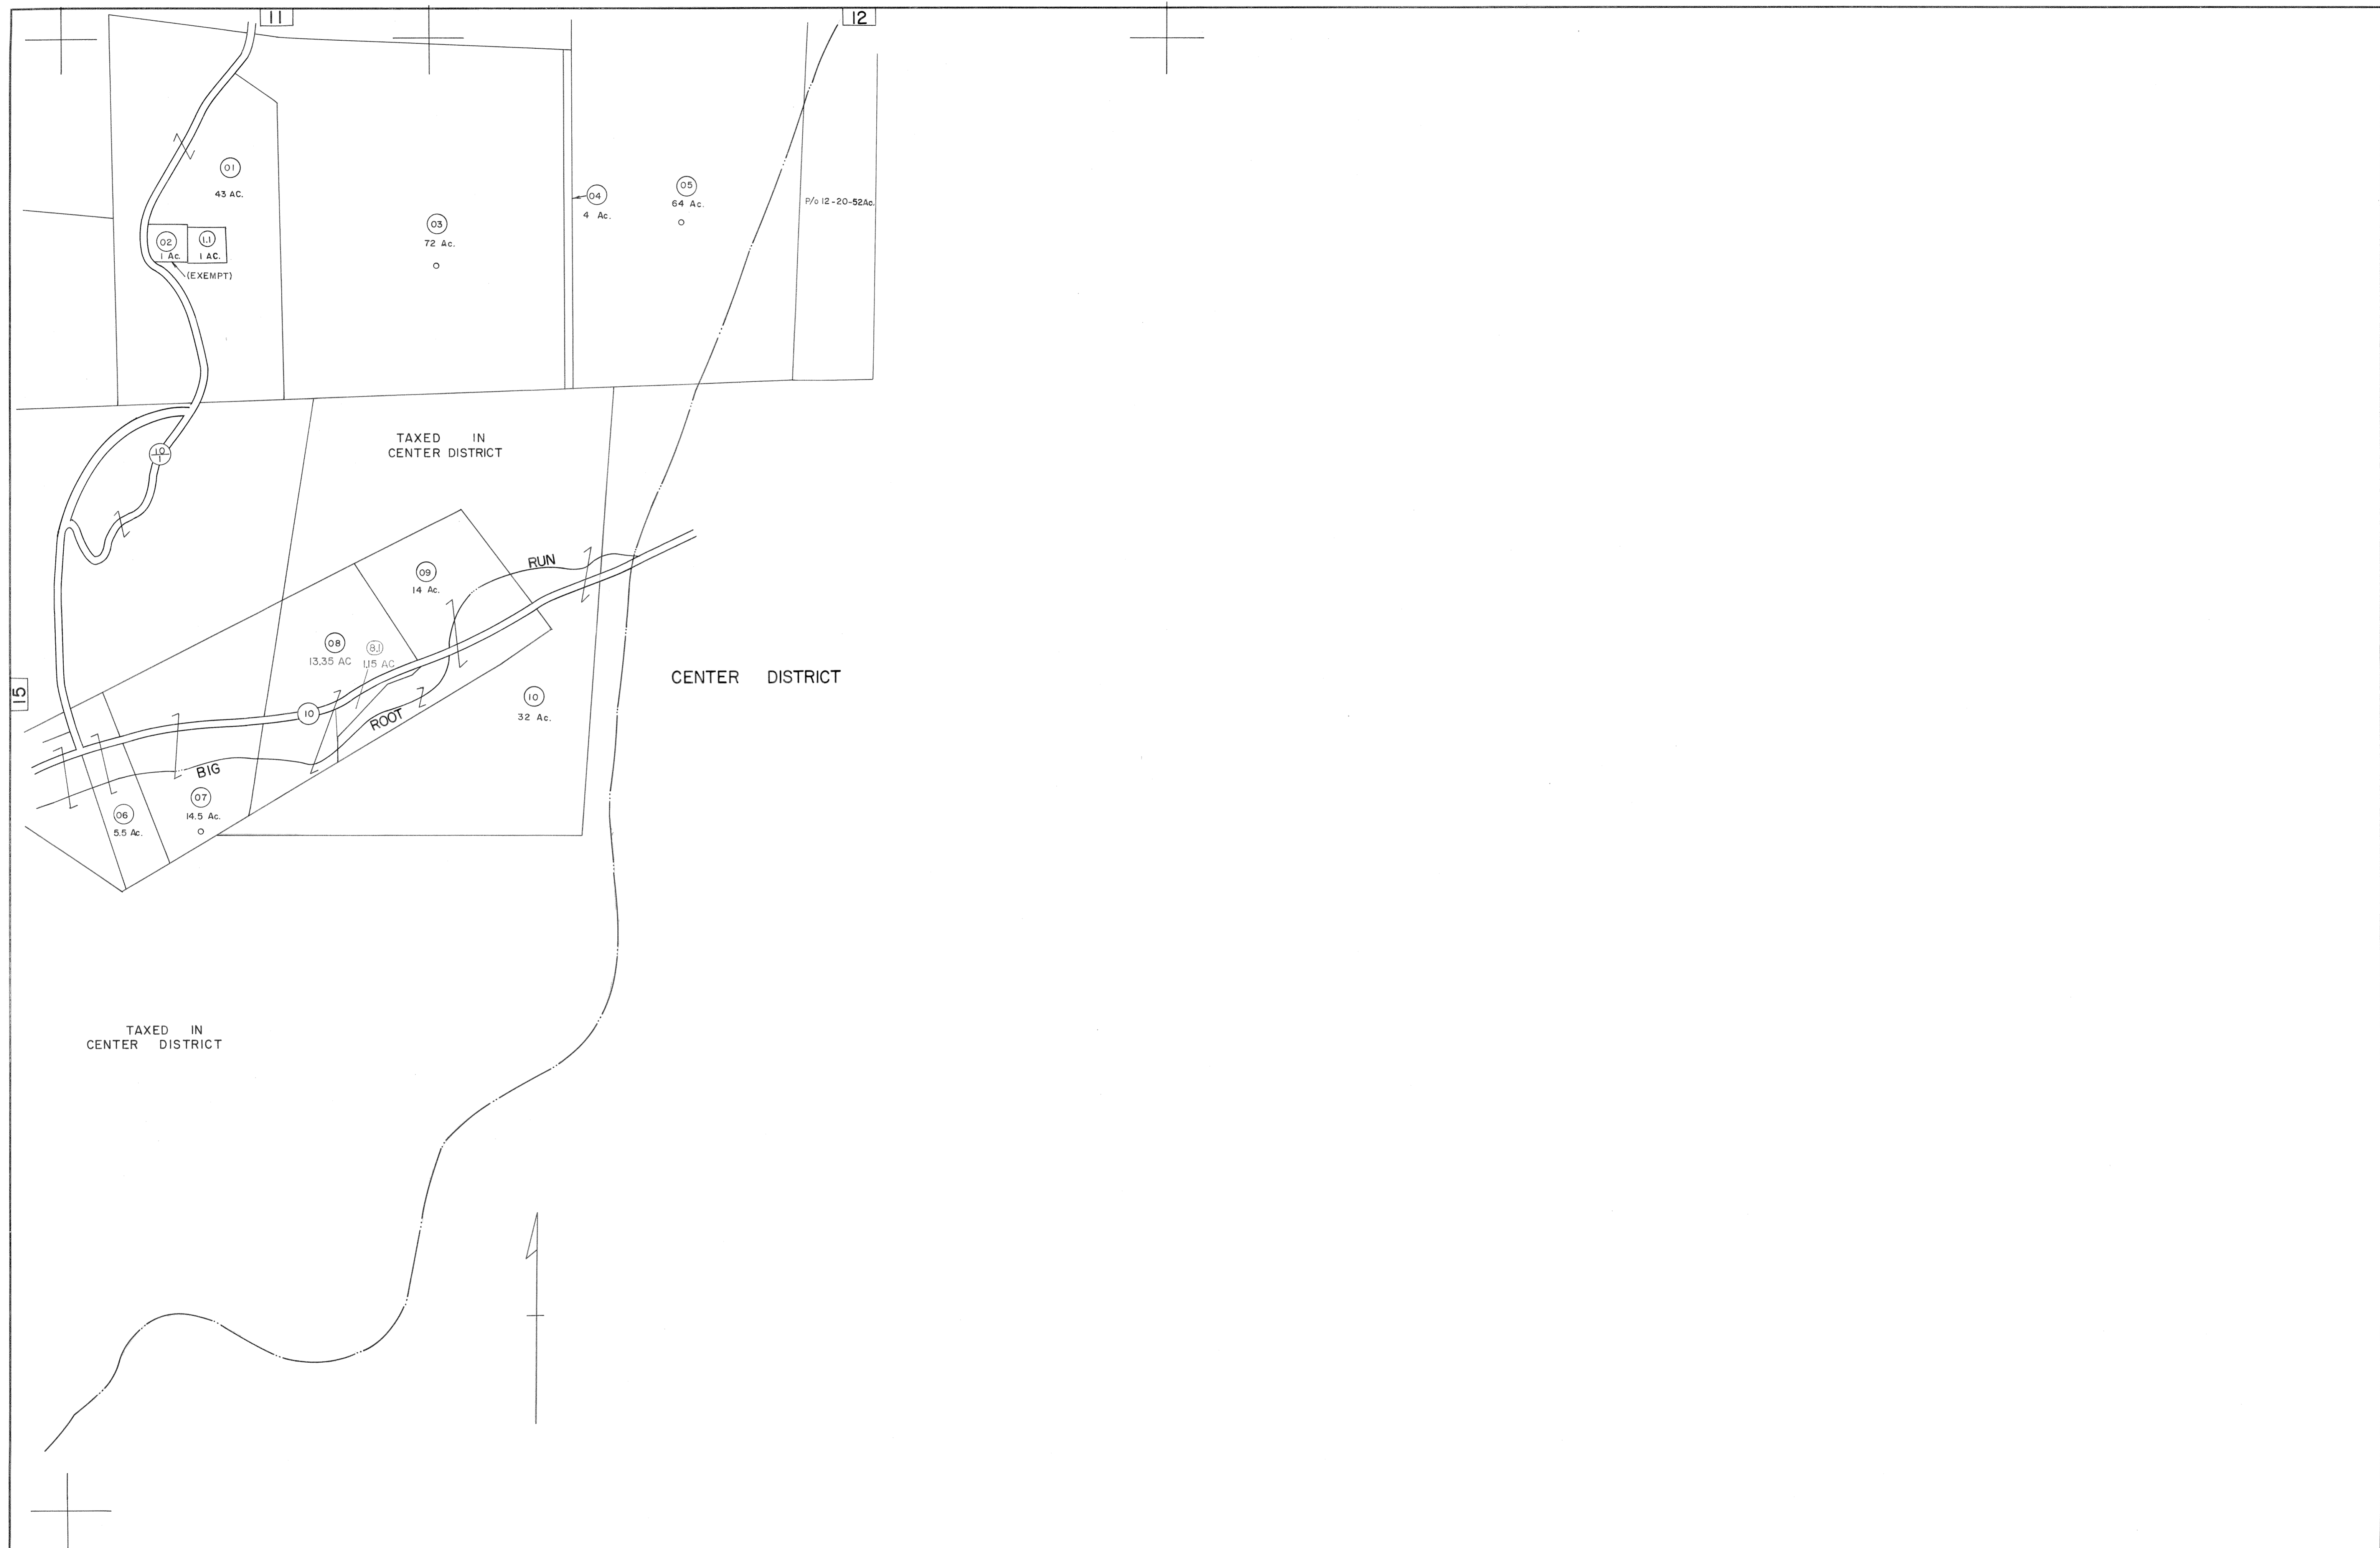 11
12
01
43 AC.
02
1 Ac.
1.1
1 AC.
(EXEMPT)
03
72 Ac.
04
4 Ac.
05
64 Ac.
P/o 12-20-52Ac.
10
1
TAXED IN
CENTER DISTRICT
RUN
09
14 Ac.
08
13.35 AC
8.1
1.15 AC
15
10
ROOT
10
32 Ac.
CENTER DISTRICT
BIG
07
14.5 Ac.
06
5.5 Ac.
TAXED IN
CENTER DISTRICT